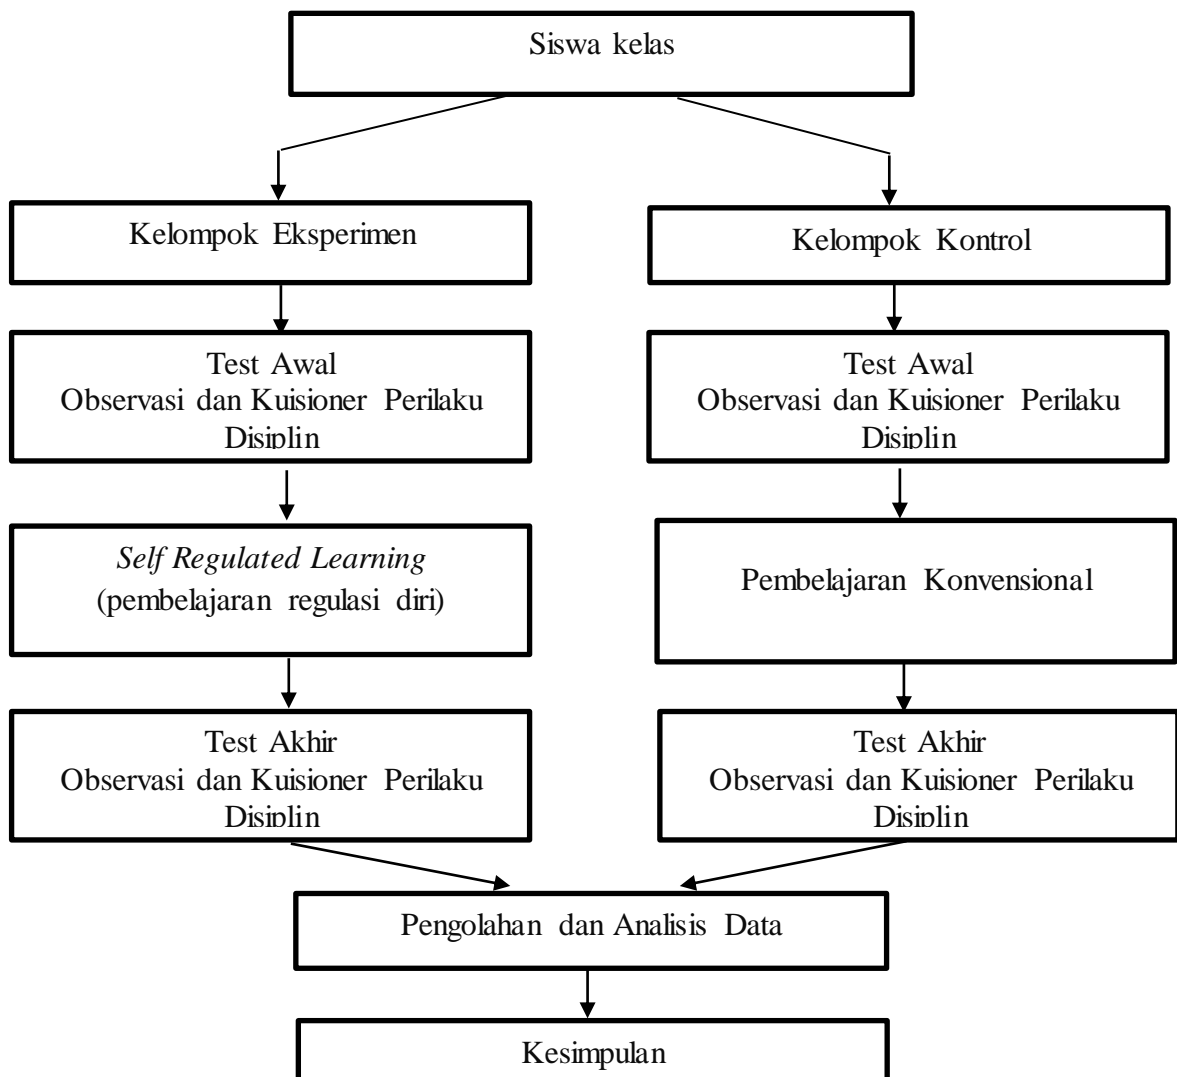 Siswa kelas
Kelompok Eksperimen
Kelompok Kontrol
Test Awal
Observasi dan Kuisioner Perilaku
Disiplin
Test Awal
Observasi dan Kuisioner Perilaku
Disiplin
Self Regulated Learning
(pembelajaran regulasi diri)
Pembelajaran Konvensional
Test Akhir
Observasi dan Kuisioner Perilaku
Disiplin
Test Akhir
Observasi dan Kuisioner Perilaku
Disiplin
Pengolahan dan Analisis Data
Kesimpulan